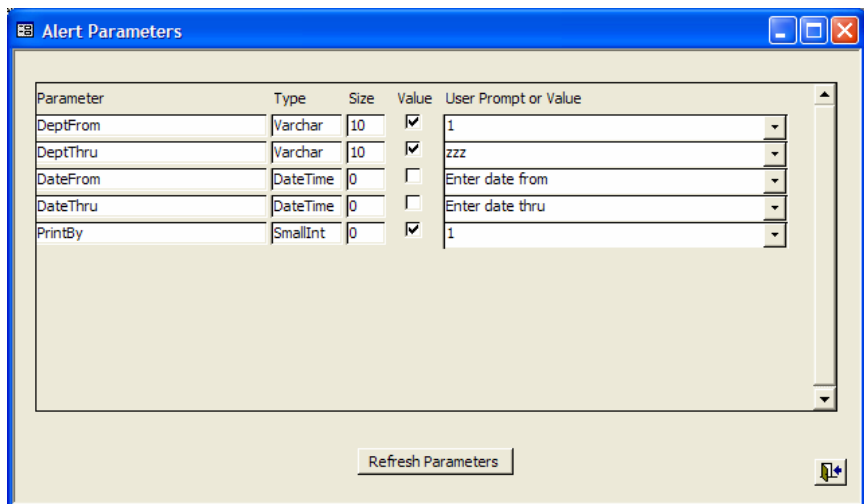 Alert Parameters
Parameter Type Size Value User Prompt or Value
DeptFrom Varchar 10 1
DeptThru Varchar 10 zzz
DateFrom DateTime 0 Enter date from
DateThru DateTime 0 Enter date thru
PrintBy SmallInt 0 1
Refresh Parameters